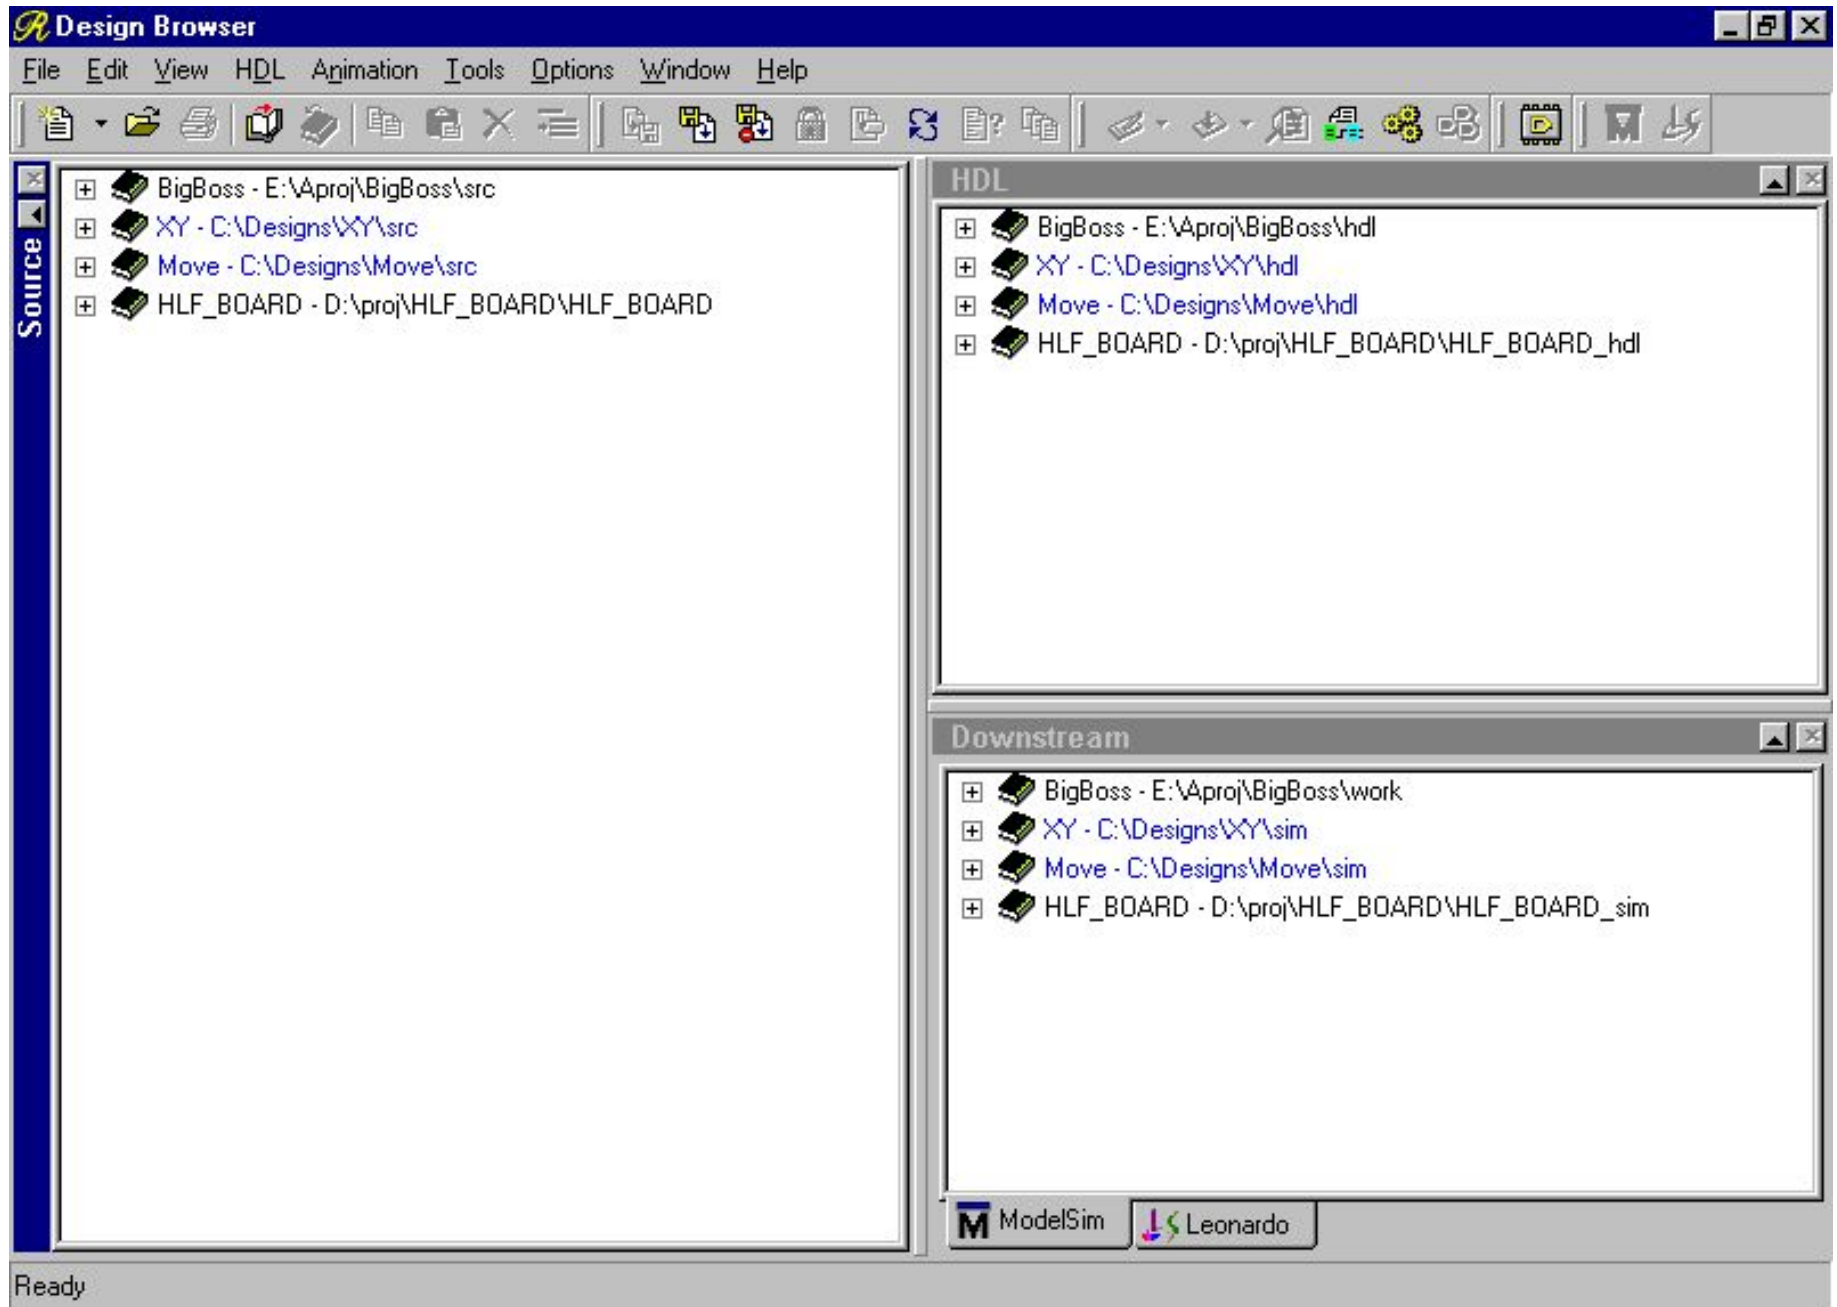 Design Browser
File Edit View HDL Animation Tools Options Window Help
Source
BigBoss - E:\Aproj\BigBoss\src
XY - C:\Designs\XY\src
Move - C:\Designs\Move\src
HLF_BOARD - D:\proj\HLF_BOARD\HLF_BOARD
HDL
BigBoss - E:\Aproj\BigBoss\hdl
XY - C:\Designs\XY\hdl
Move - C:\Designs\Move\hdl
HLF_BOARD - D:\proj\HLF_BOARD\HLF_BOARD_hdl
Downstream
BigBoss - E:\Aproj\BigBoss\work
XY - C:\Designs\XY\sim
Move - C:\Designs\Move\sim
HLF_BOARD - D:\proj\HLF_BOARD\HLF_BOARD_sim
ModelSim Leonardo
Ready